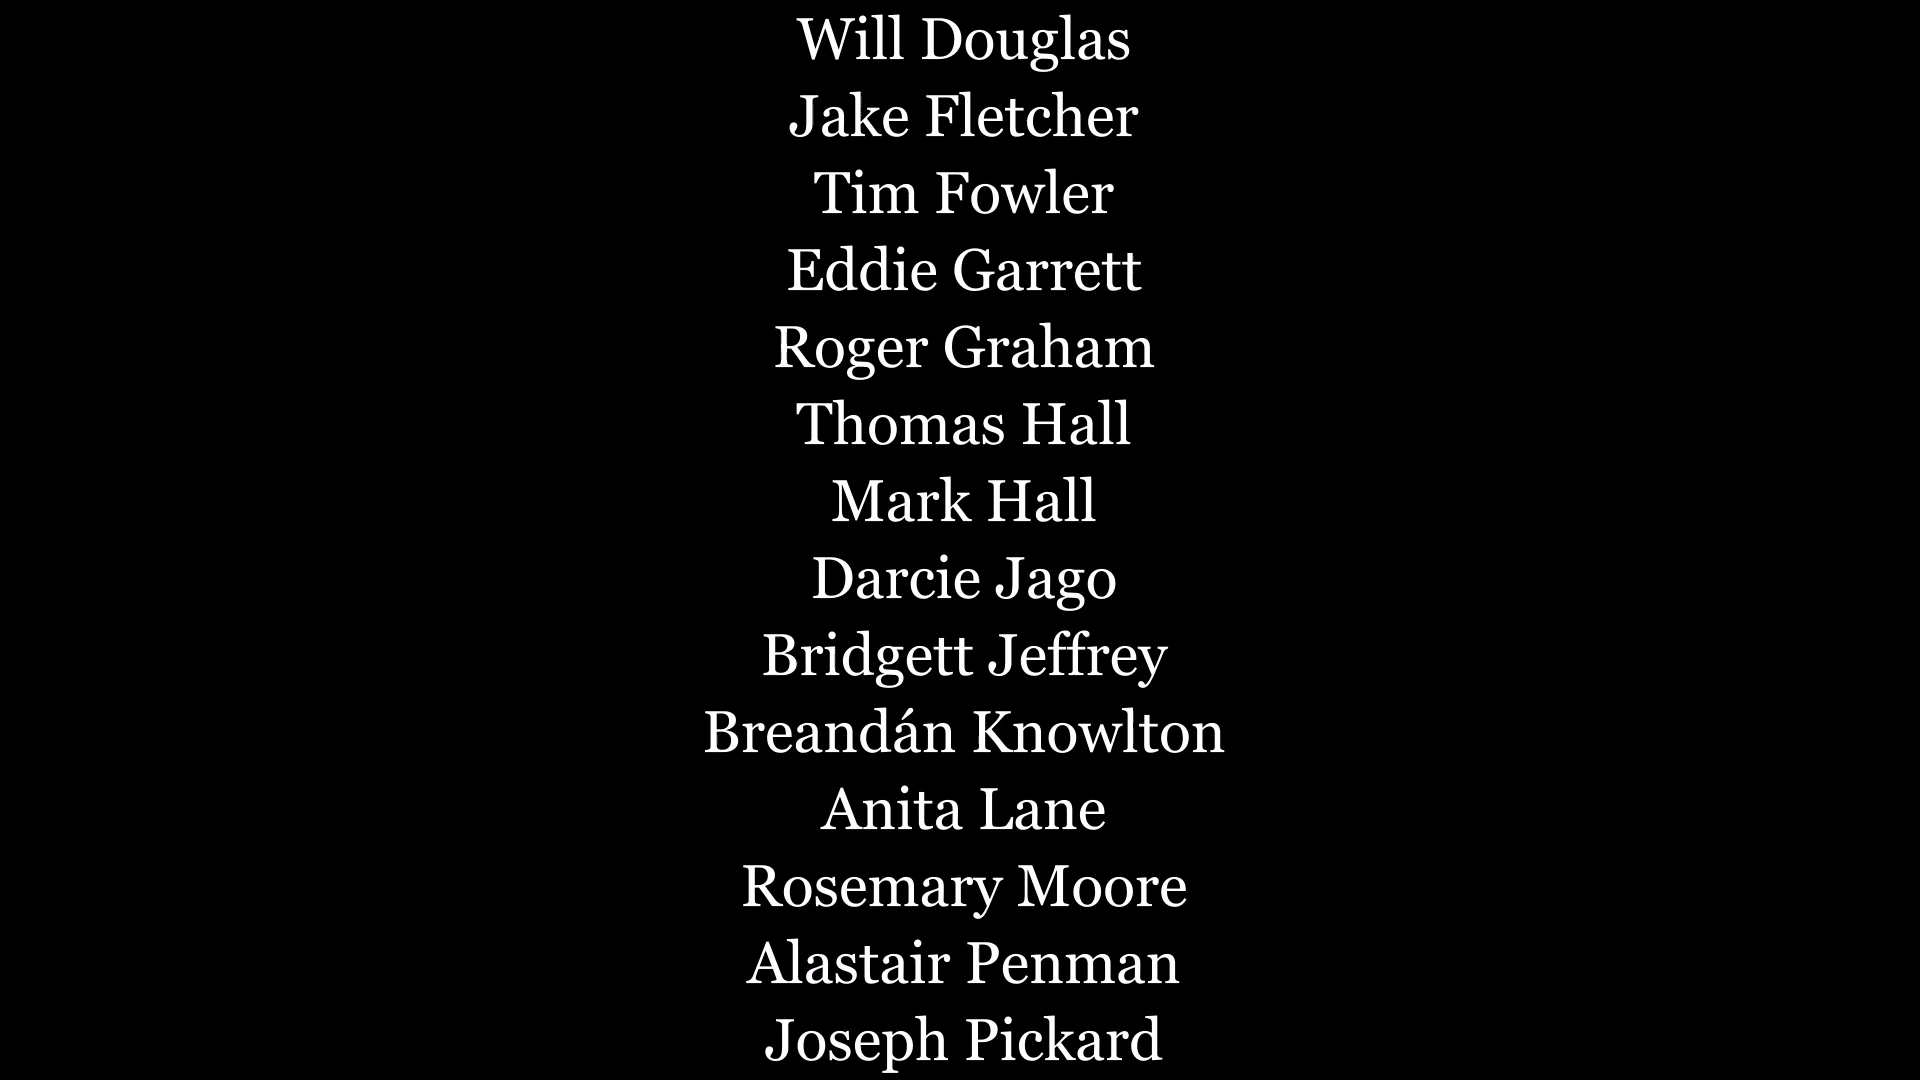 Will Douglas
Jake Fletcher
Tim Fowler
Eddie Garrett
Roger Graham
Thomas Hall
Mark Hall
Darcie Jago
Bridgett Jeffrey
Breandán Knowlton
Anita Lane
Rosemary Moore
Alastair Penman
Joseph Pickard